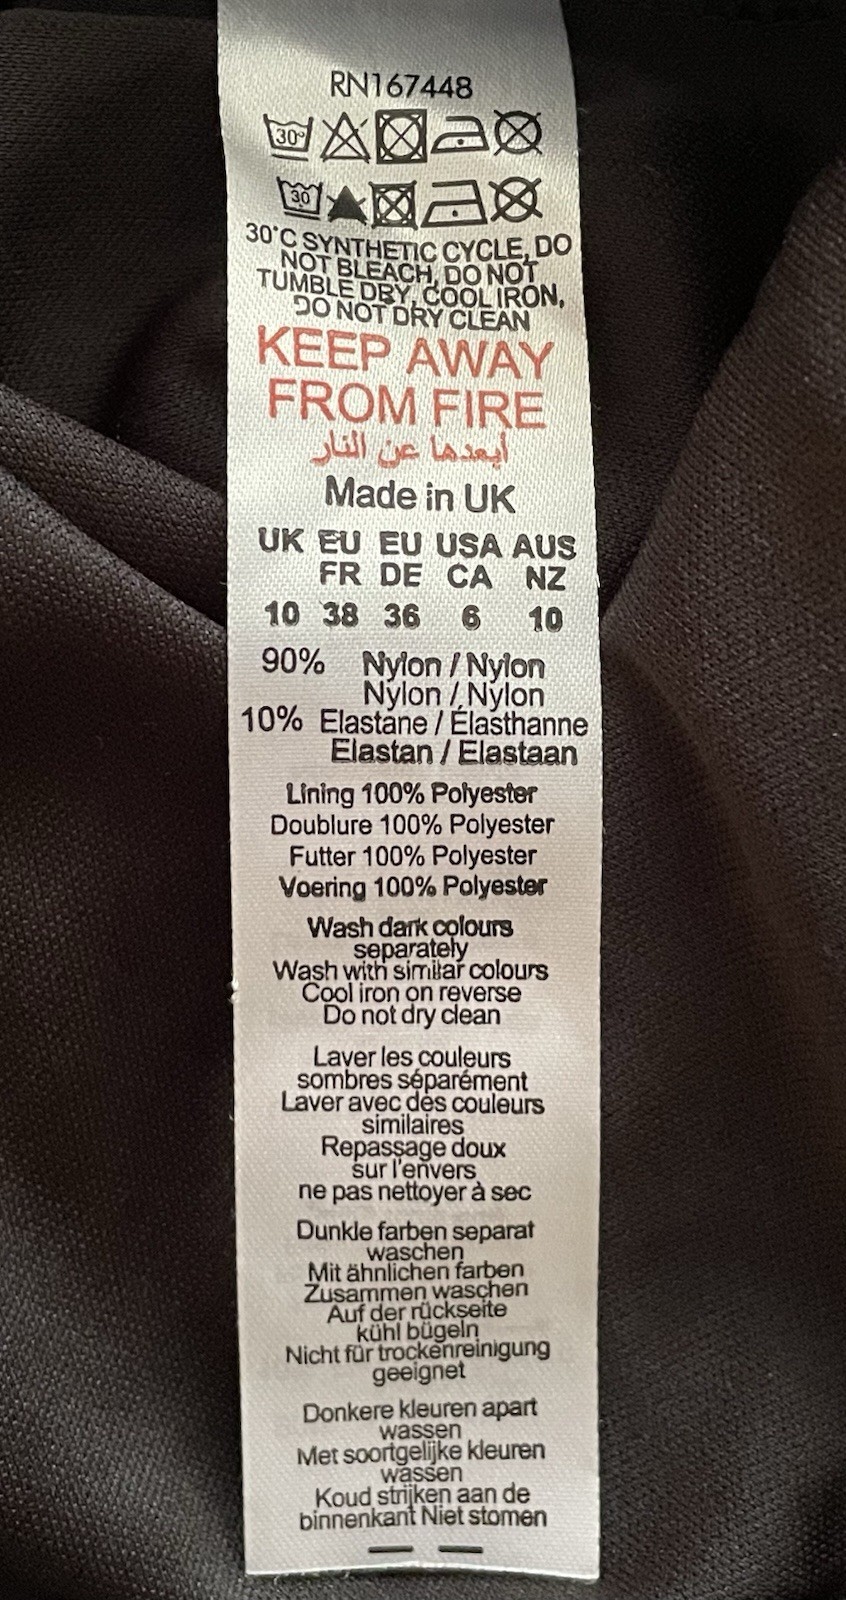 RN167448
30°
30
30°C SYNTHETIC CYCLE, DO
NOT BLEACH, DO NOT
TUMBLE DRY, COOL IRON,
DO NOT DRY CLEAN
KEEP AWAY
FROM FIRE
أبعدها عن النار
Made in UK
UK EU EU USA AUS
FR DE CA NZ
10 38 36 6 10
90% Nylon / Nylon
Nylon / Nylon
10% Elastane / Élasthanne
Elastan / Elastaan
Lining 100% Polyester
Doublure 100% Polyester
Futter 100% Polyester
Voering 100% Polyester
Wash dark colours
separately
Wash with similar colours
Cool iron on reverse
Do not dry clean
Laver les couleurs
sombres séparément
Laver avec des couleurs
similaires
Repassage doux
sur l'envers
ne pas nettoyer à sec
Dunkle farben separat
waschen
Mit ähnlichen farben
Zusammen waschen
Auf der rückseite
kühl bügeln
Nicht für trockenreinigung
geeignet
Donkere kleuren apart
wassen
Met soortgelijke kleuren
wassen
Koud strijken aan de
binnenkant Niet stomen